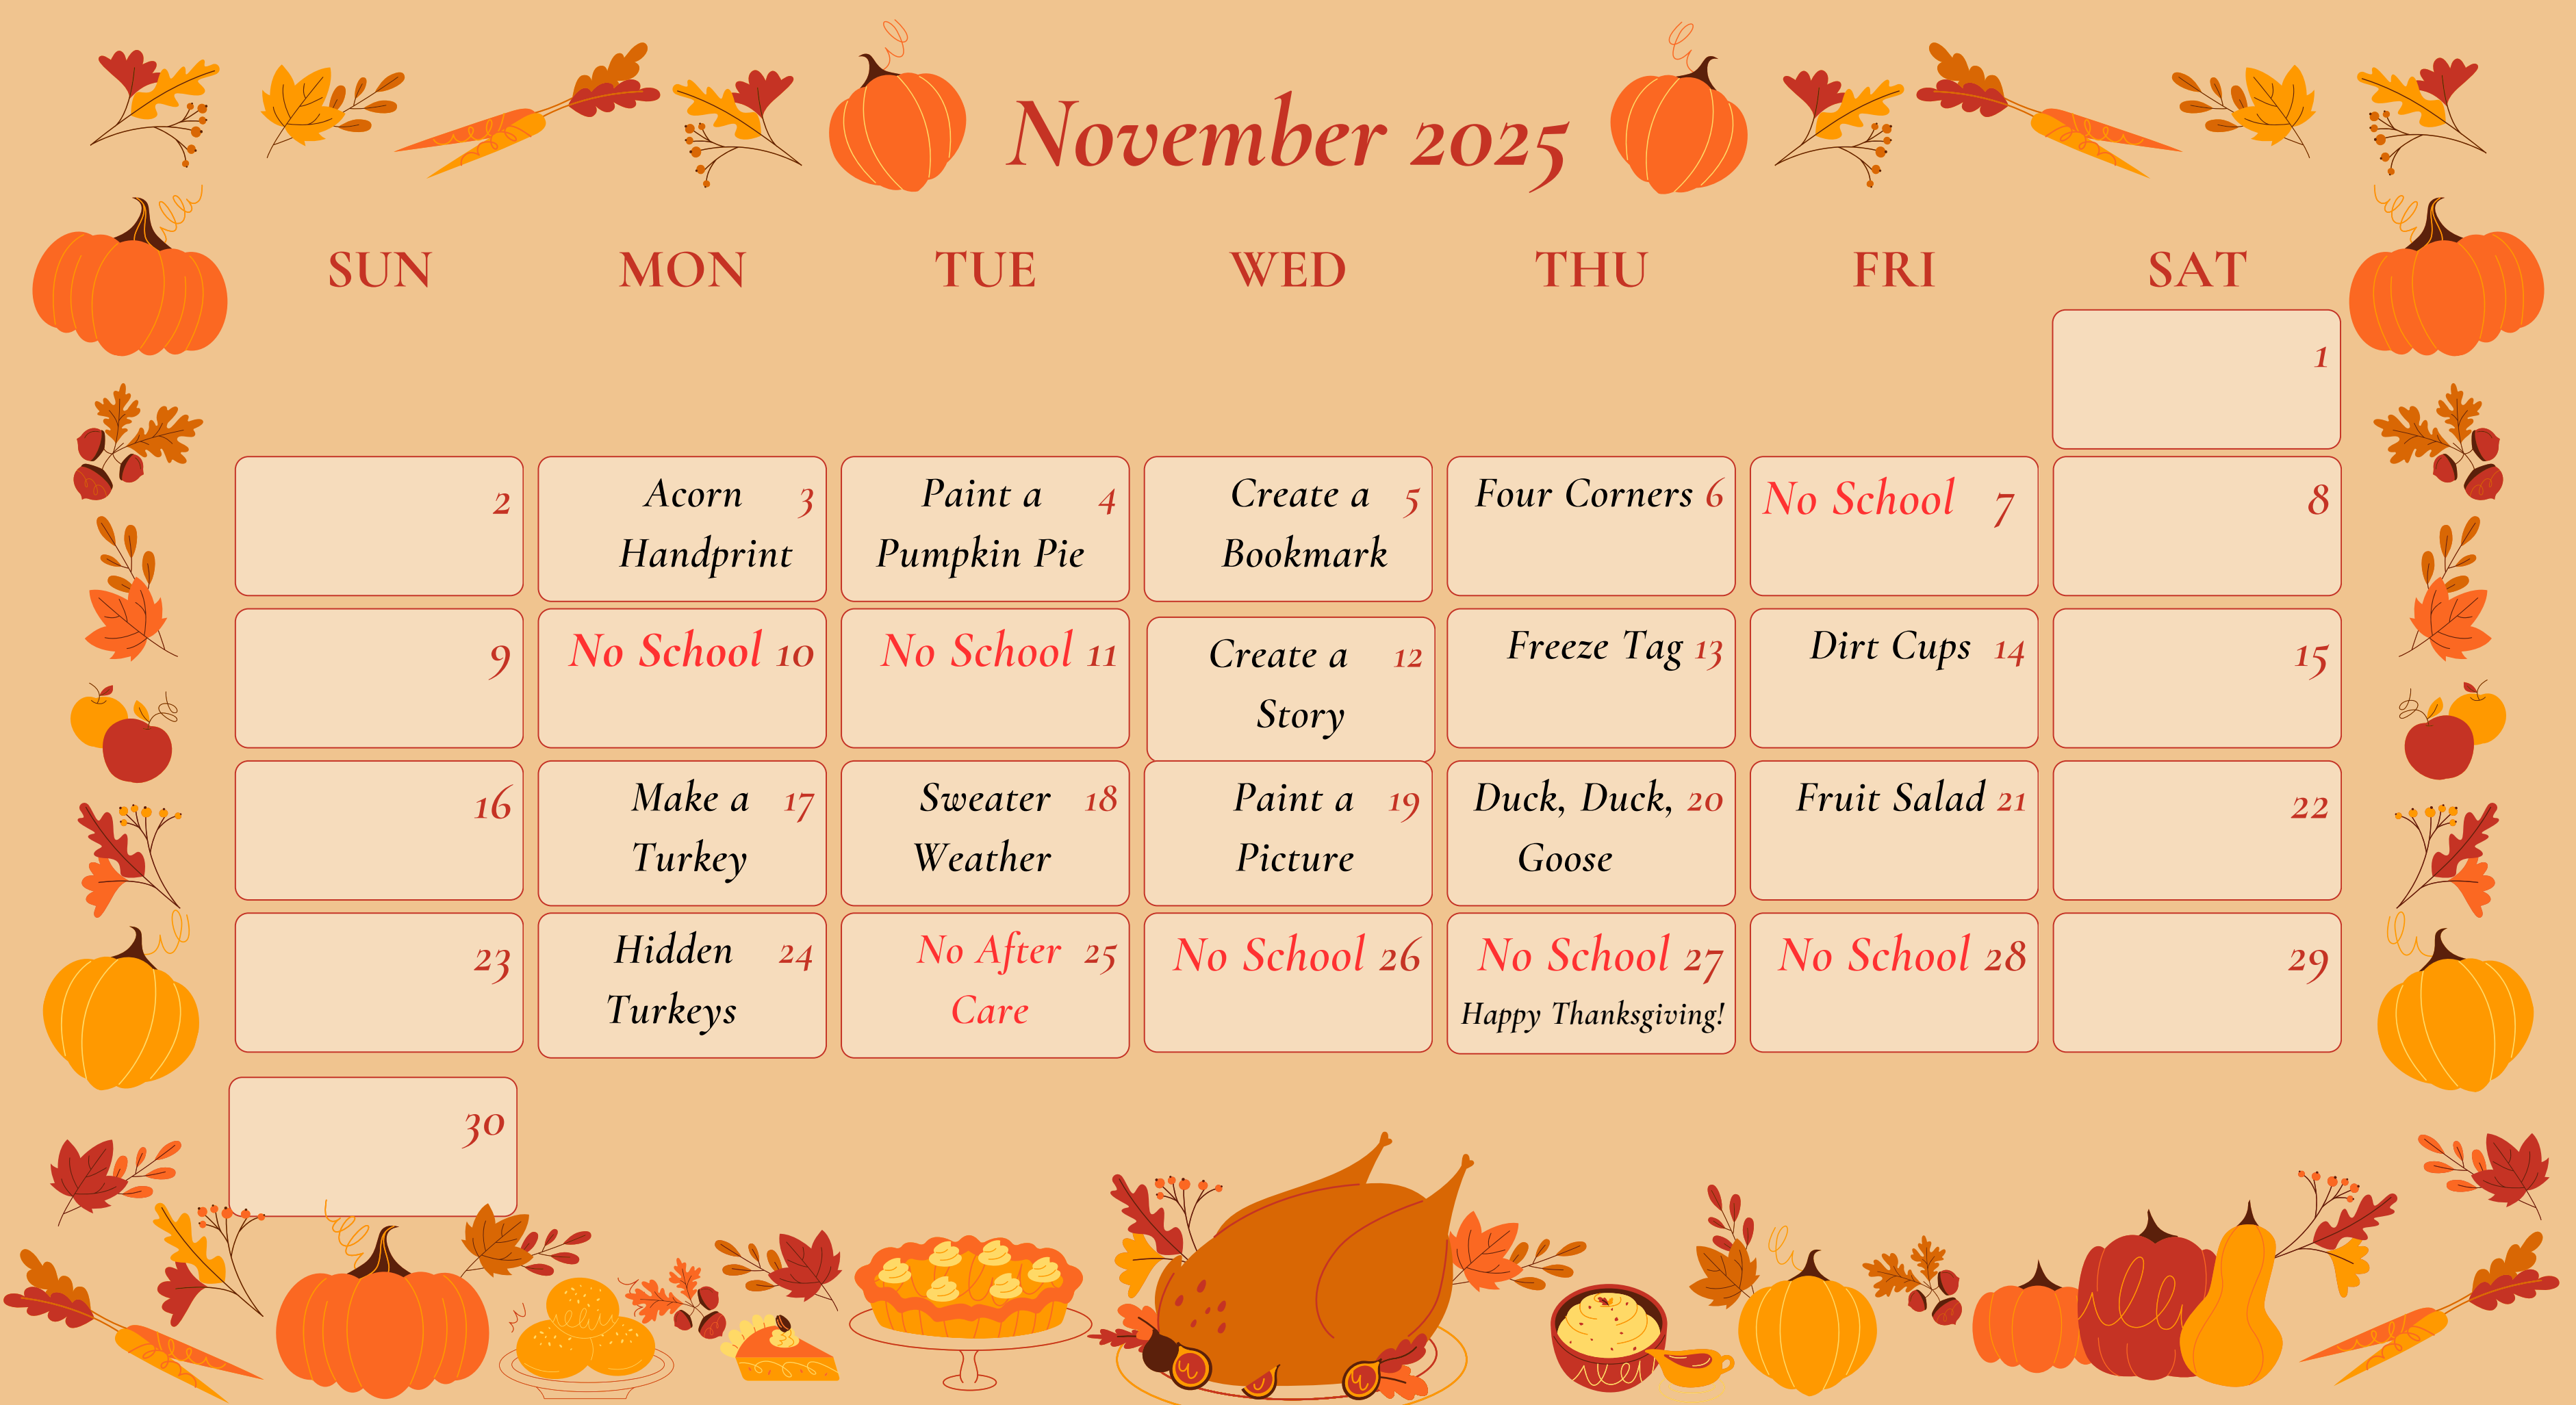 November 2025
SUN MON TUE WED THU FRI SAT
1
2
Acorn 3
Handprint
Paint a 4
Pumpkin Pie
Create a 5
Bookmark
Four Corners 6
No School 7
8
9
No School 10
No School 11
Create a 12
Story
Freeze Tag 13
Dirt Cups 14
15
16
Make a 17
Turkey
Sweater 18
Weather
Paint a 19
Picture
Duck, Duck, 20
Goose
Fruit Salad 21
22
23
Hidden 24
Turkeys
No After 25
Care
No School 26
No School 27
Happy Thanksgiving!
No School 28
29
30